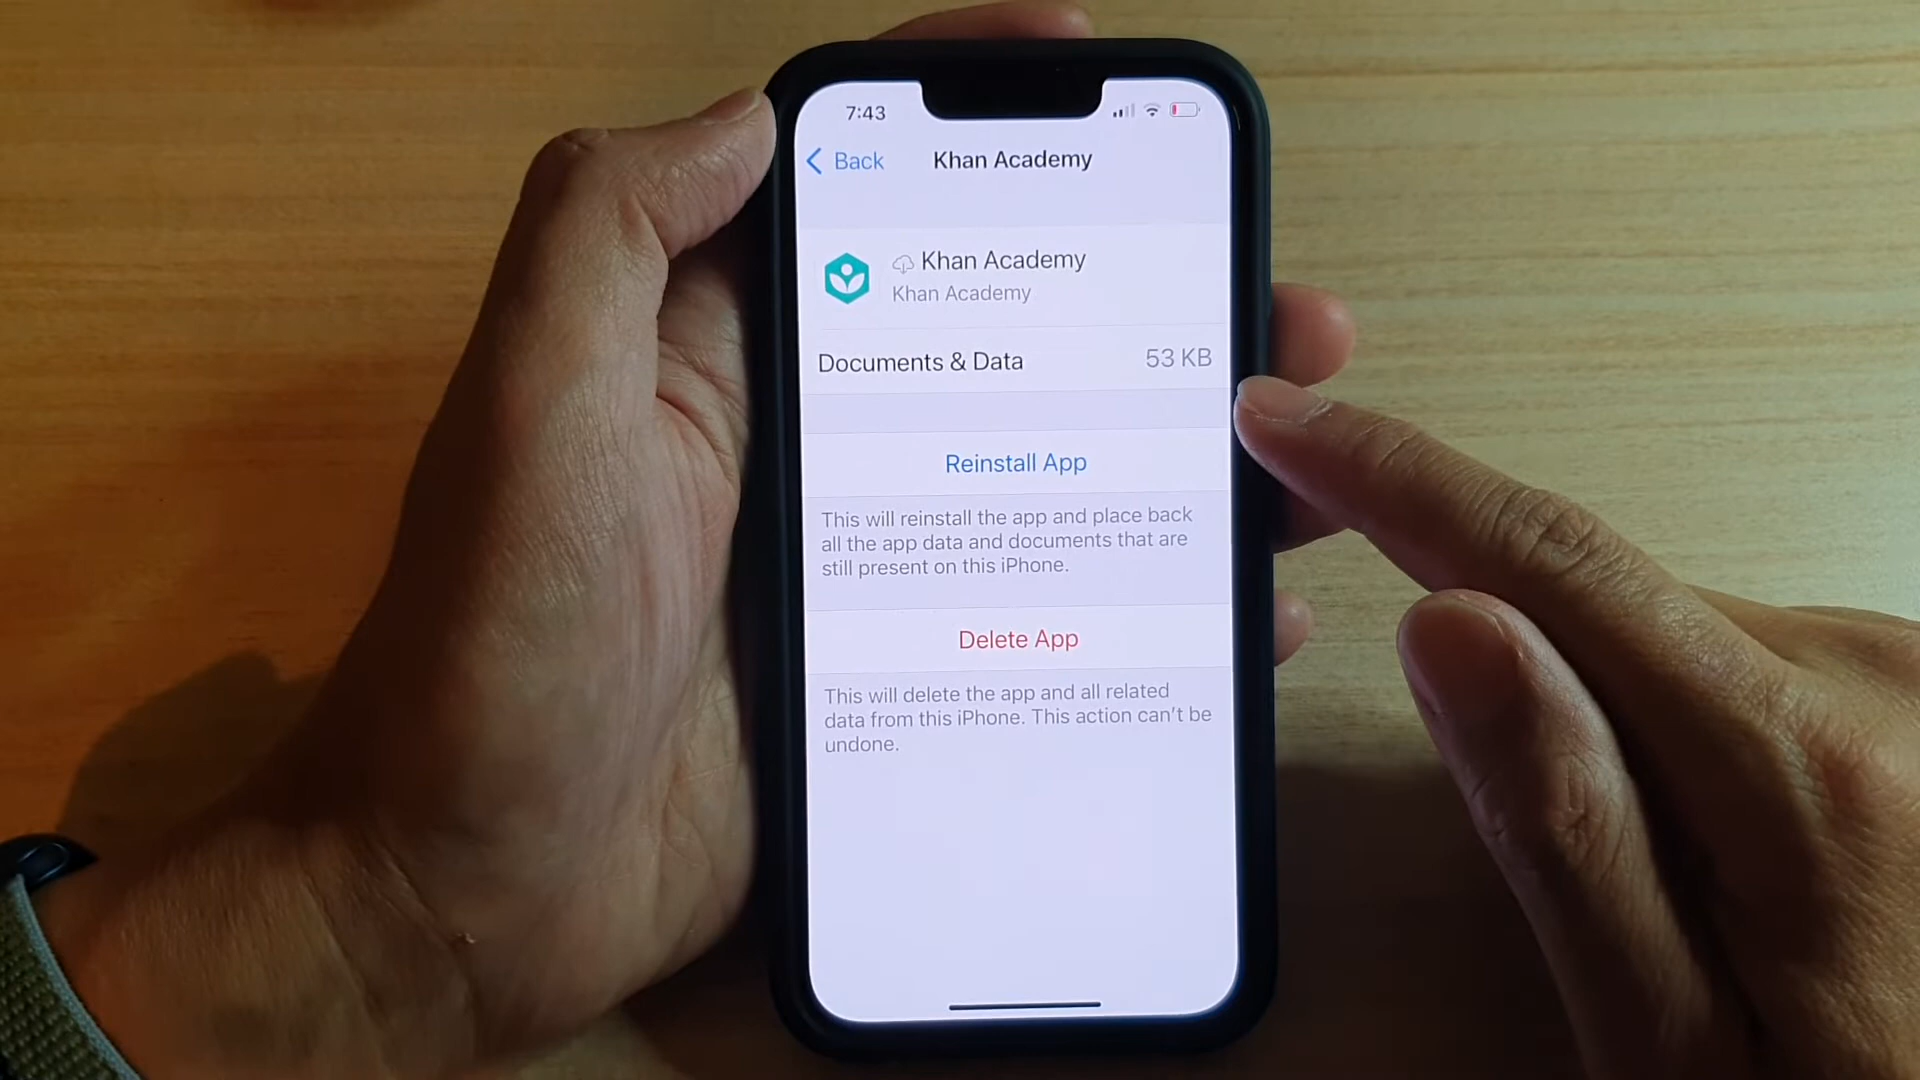 7:43
Back Khan Academy
Khan Academy
Khan Academy
Documents & Data 53 KB
Reinstall App
This will reinstall the app and place back
all the app data and documents that are
still present on this iPhone.
Delete App
This will delete the app and all related
data from this iPhone. This action can't be
undone.